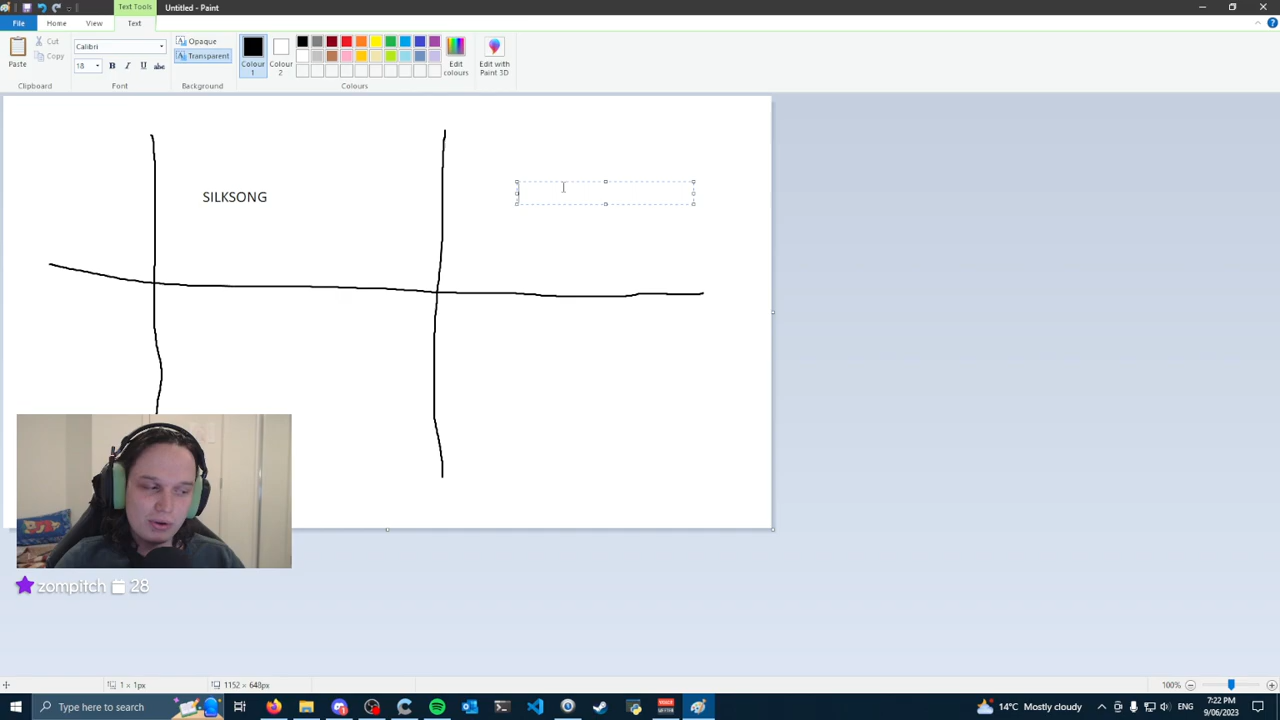 Text Tools
Untitled - Paint
File
Home
View
Text
Paste
Cut
Copy
Clipboard
Calibri
18
B I U abc
Font
Opaque
Transparent
Background
Colour 1
Colour 2
Edit colours
Colours
Edit with Paint 3D
SILKSONG
zompitch 28
1 × 1px
1152 × 648px
100%
Type here to search
14°C Mostly cloudy
ENG
7:22 PM
9/06/2023